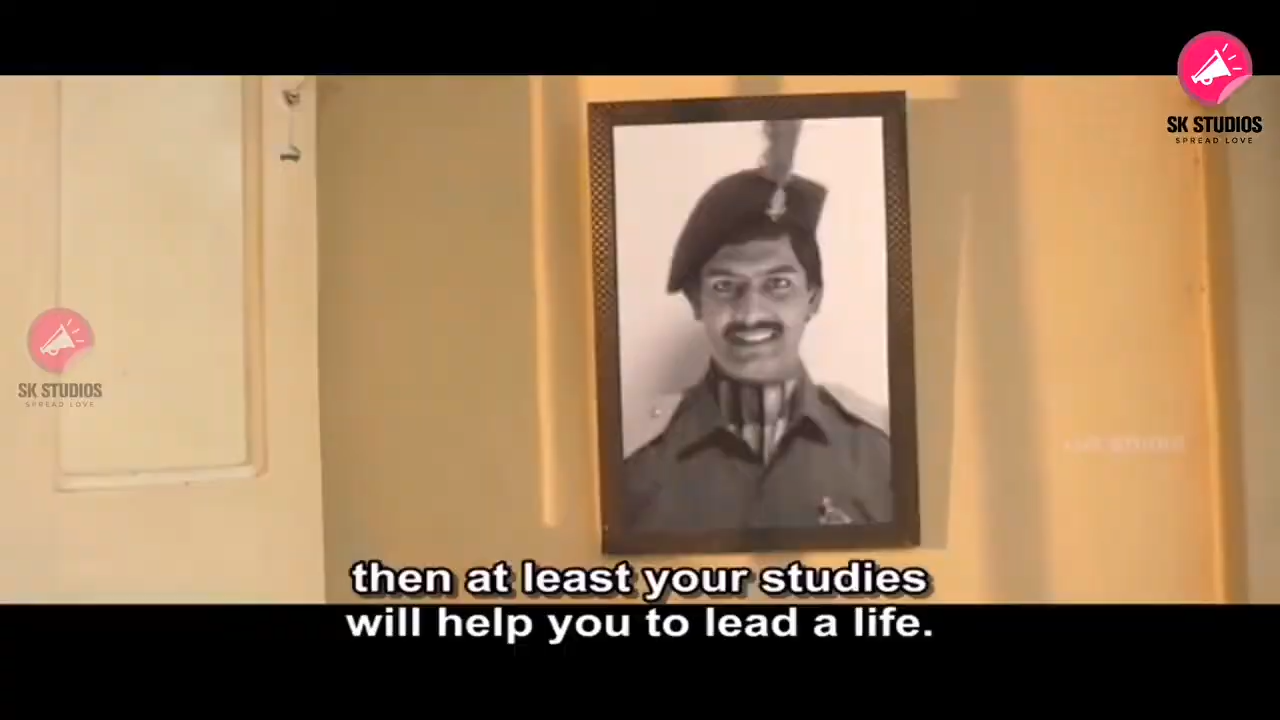 SK STUDIOS
SPREAD LOVE
SK STUDIOS
SPREAD LOVE
then at least your studies
will help you to lead a life.